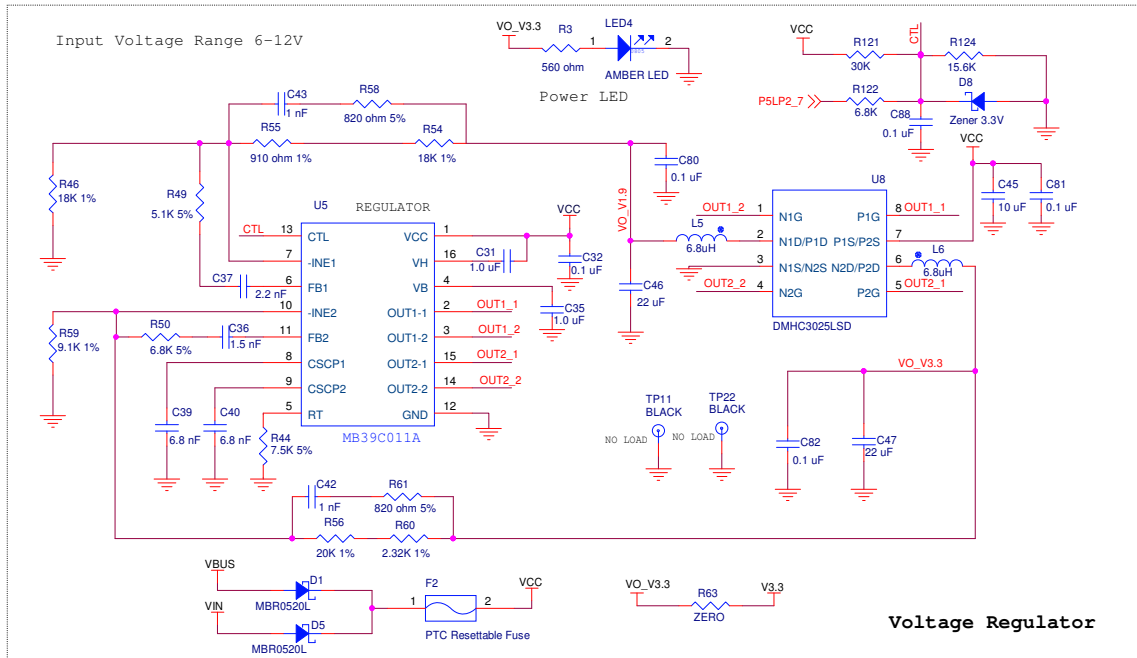 Input Voltage Range 6-12V
VO_V3.3
R3
560 ohm
1
LED4
2
AMBER LED
Power LED
VCC
R121
30K
CTL
R124
15.6K
P5LP2_7
R122
6.8K
D8
Zener 3.3V
C88
0.1 uF
C43
1 nF
R58
820 ohm 5%
R55
910 ohm 1%
R54
18K 1%
R46
18K 1%
R49
5.1K 5%
C80
0.1 uF
VO_V1.9
VCC
C45
10 uF
C81
0.1 uF
U5
REGULATOR
CTL
13 CTL
7 -INE1
6 FB1
10 -INE2
11 FB2
8 CSCP1
9 CSCP2
5 RT
VCC 1
VH 16
VB 4
OUT1-1 2 OUT1_1
OUT1-2 3 OUT1_2
OUT2-1 15 OUT2_1
OUT2-2 14 OUT2_2
GND 12
MB39C011A
C31
1.0 uF
VCC
C32
0.1 uF
C35
1.0 uF
C37
2.2 nF
R59
9.1K 1%
R50
6.8K 5%
C36
1.5 nF
C39
6.8 nF
C40
6.8 nF
R44
7.5K 5%
C46
22 uF
L5
6.8uH
U8
OUT1_2 1 N1G
2 N1D/P1D
3 N1S/N2S
OUT2_2 4 N2G
P1G 8 OUT1_1
P1S/P2S 7
N2D/P2D 6
P2G 5 OUT2_1
DMHC3025LSD
L6
6.8uH
VO_V3.3
TP11
BLACK
NO LOAD
TP22
BLACK
NO LOAD
C82
0.1 uF
C47
22 uF
C42
1 nF
R61
820 ohm 5%
R56
20K 1%
R60
2.32K 1%
VBUS
D1
MBR0520L
VIN
D5
MBR0520L
F2
1
2
PTC Resettable Fuse
VCC
VO_V3.3
R63
ZERO
V3.3
Voltage Regulator